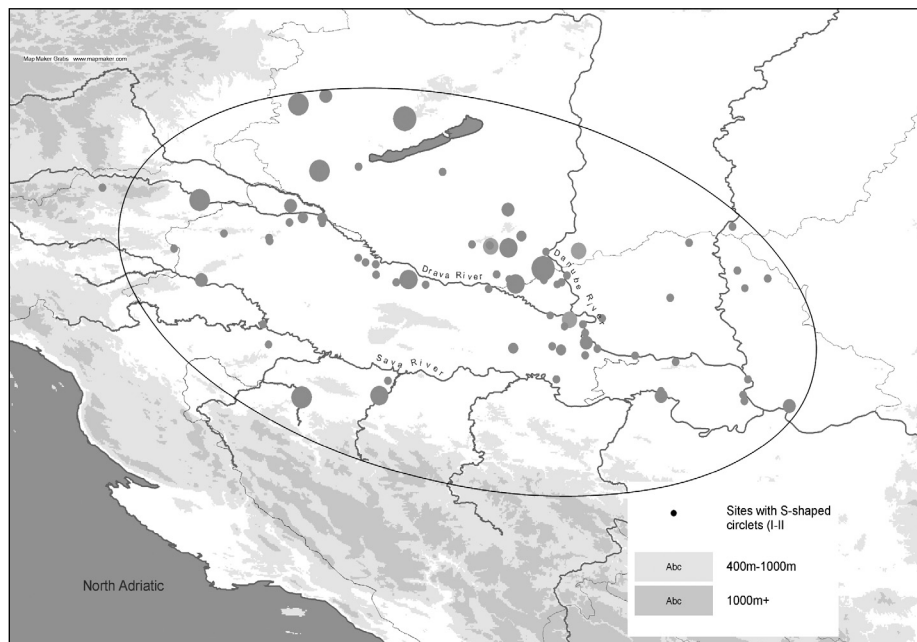 Map Maker Gratis www.mapmaker.com
Drava River
Danube River
Sava River
North Adriatic
Sites with S-shaped
circlets (I-II
Abc 400m-1000m
Abc 1000m+